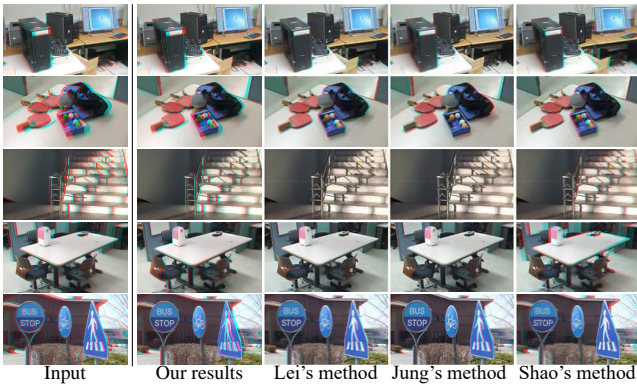 BUS BUS BUS BUS BUS
STOP STOP STOP STOP STOP
Input Our results Lei's method Jung's method Shao's method